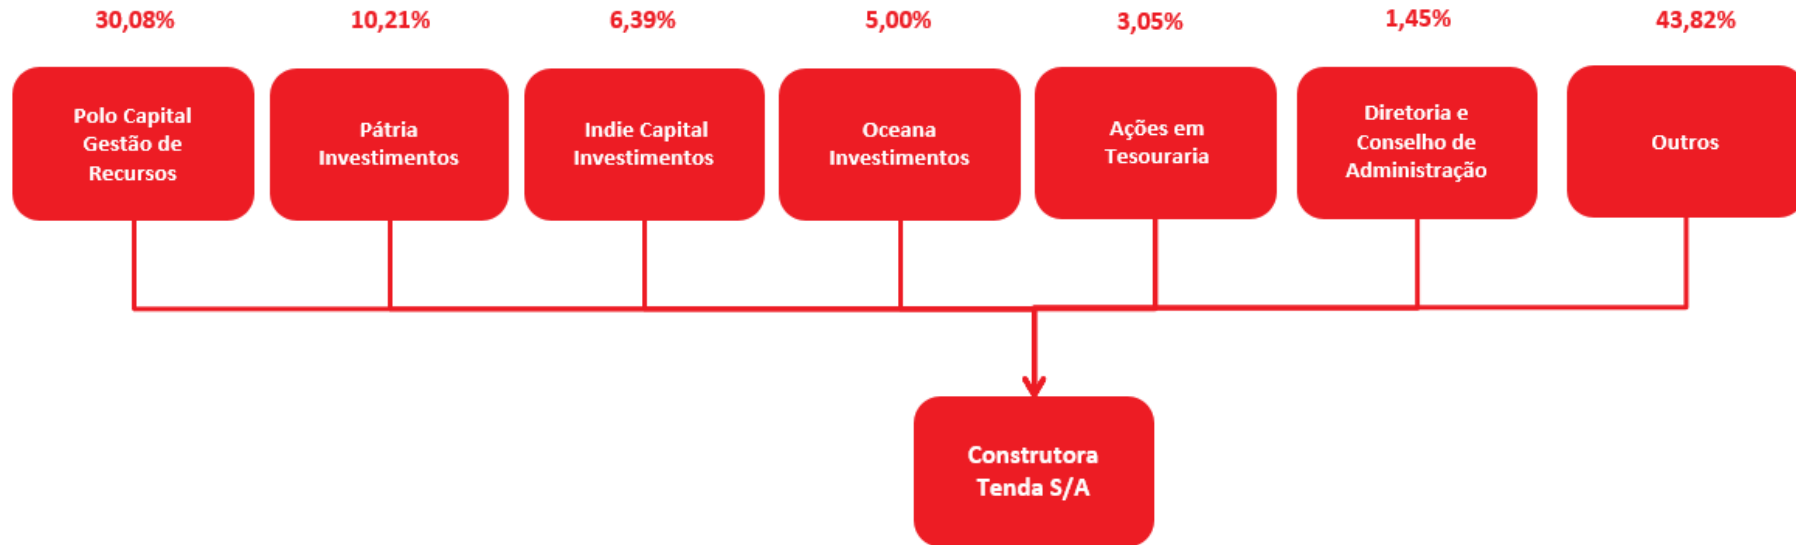 30,08%
10,21%
6,39%
5,00%
3,05%
1,45%
43,82%
Polo Capital
Gestão de
Recursos
Pátria
Investimentos
Indie Capital
Investimentos
Oceana
Investimentos
Ações em
Tesouraria
Diretoria e
Conselho de
Administração
Outros
Construtora
Tenda S/A